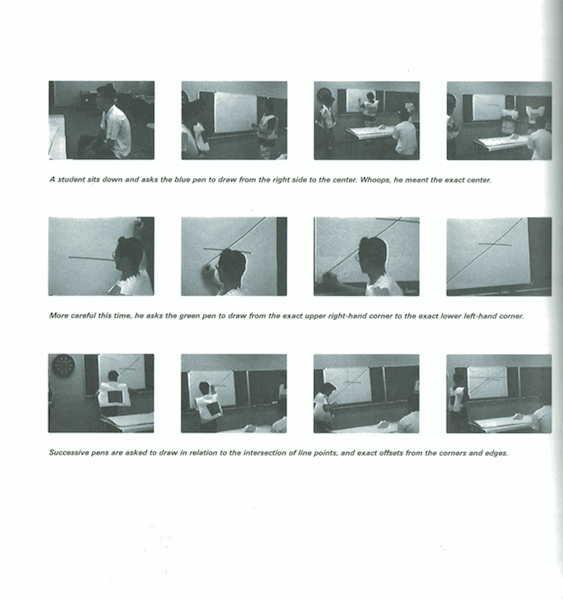 A student sits down and asks the blue pen to draw from the right side to the center. Whoops, he meant the exact center.
More careful this time, he asks the green pen to draw from the exact upper right-hand corner to the exact lower left-hand corner.
Successive pens are asked to draw in relation to the intersection of line points, and exact offsets from the corners and edges.